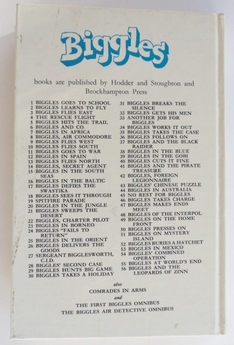 Biggles
books are published by Hodder and Stoughton and
Brockhampton Press
1 BIGGLES GOES TO SCHOOL
2 BIGGLES LEARNS TO FLY
3 BIGGLES FLIES EAST
4 THE RESCUE FLIGHT
5 BIGGLES HITS THE TRAIL
6 BIGGLES AND CO.
7 BIGGLES IN AFRICA
8 BIGGLES, AIR COMMODORE
9 BIGGLES FLIES WEST
10 BIGGLES FLIES SOUTH
11 BIGGLES GOES TO WAR
12 BIGGLES IN SPAIN
13 BIGGLES FLIES NORTH
14 BIGGLES, SECRET AGENT
15 BIGGLES IN THE SOUTH
SEAS
16 BIGGLES IN THE BALTIC
17 BIGGLES DEFIES THE
SWASTIKA
18 BIGGLES SEES IT THROUGH
19 SPITFIRE PARADE
20 BIGGLES IN THE JUNGLE
21 BIGGLES SWEEPS THE
DESERT
22 BIGGLES, CHARTER PILOT
23 BIGGLES IN BORNEO
24 BIGGLES "FAILS TO
RETURN"
25 BIGGLES IN THE ORIENT
26 BIGGLES DELIVERS THE
GOODS
27 SERGEANT BIGGLESWORTH,
C.I.D.
28 BIGGLES' SECOND CASE
29 BIGGLES HUNTS BIG GAME
30 BIGGLES TAKES A HOLIDAY
31 BIGGLES BREAKS THE
SILENCE
32 BIGGLES GETS HIS MEN
33 ANOTHER JOB FOR
BIGGLES
34 BIGGLES WORKS IT OUT
35 BIGGLES TAKES THE CASE
36 BIGGLES FOLLOWS ON
37 BIGGLES AND THE BLACK
RAIDER
38 BIGGLES IN THE BLUE
39 BIGGLES IN THE GOBI
40 BIGGLES CUTS IT FINE
41 BIGGLES AND THE PIRATE
TREASURE
42 BIGGLES, FOREIGN
LEGIONNAIRE
43 BIGGLES' CHINESE PUZZLE
44 BIGGLES IN AUSTRALIA
45 NO REST FOR BIGGLES
46 BIGGLES TAKES CHARGE
47 BIGGLES MAKES ENDS
MEET
48 BIGGLES OF THE INTERPOL
49 BIGGLES ON THE HOME
FRONT
50 BIGGLES PRESSES ON
51 BIGGLES ON MYSTERY
ISLAND
52 BIGGLES BURIES A HATCHET
53 BIGGLES IN MEXICO
54 BIGGLES' COMBINED
OPERATION
55 BIGGLES AT WORLD'S END
56 BIGGLES AND THE
LEOPARDS OF ZINN
also
COMRADES IN ARMS
and
THE FIRST BIGGLES OMNIBUS
THE BIGGLES AIR DETECTIVE OMNIBUS